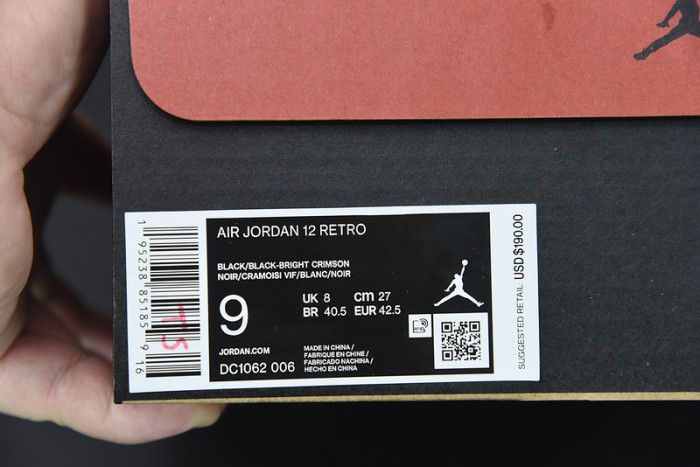 AIR JORDAN 12 RETRO
BLACK/BLACK-BRIGHT CRIMSON
NOIR/CRAMOISI VIF/BLANC/NOIR
9
UK 8 cm 27
BR 40.5 EUR 42.5
JORDAN.COM
DC1062 006
MADE IN CHINA /
FABRIQUE EN CHINE /
FABRICADO NACHINA /
HECHO EN CHINA
1 95238 85185 9 16
TS
SUGGESTED RETAIL: USD $190.00